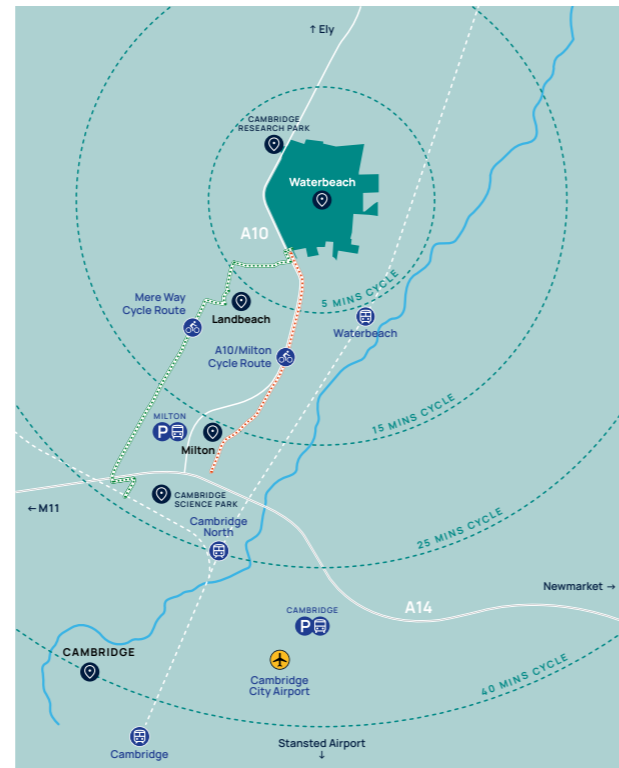 ↑ Ely
CAMBRIDGE
RESEARCH PARK
Waterbeach
A10
5 MINS CYCLE
Mere Way
Cycle Route
Landbeach
Waterbeach
A10/Milton
Cycle Route
15 MINS CYCLE
MILTON
P
Milton
CAMBRIDGE
SCIENCE PARK
←M11
25 MINS CYCLE
Cambridge
North
Newmarket →
A14
CAMBRIDGE
P
CAMBRIDGE
Cambridge
City Airport
40 MINS CYCLE
Cambridge
Stansted Airport
↓